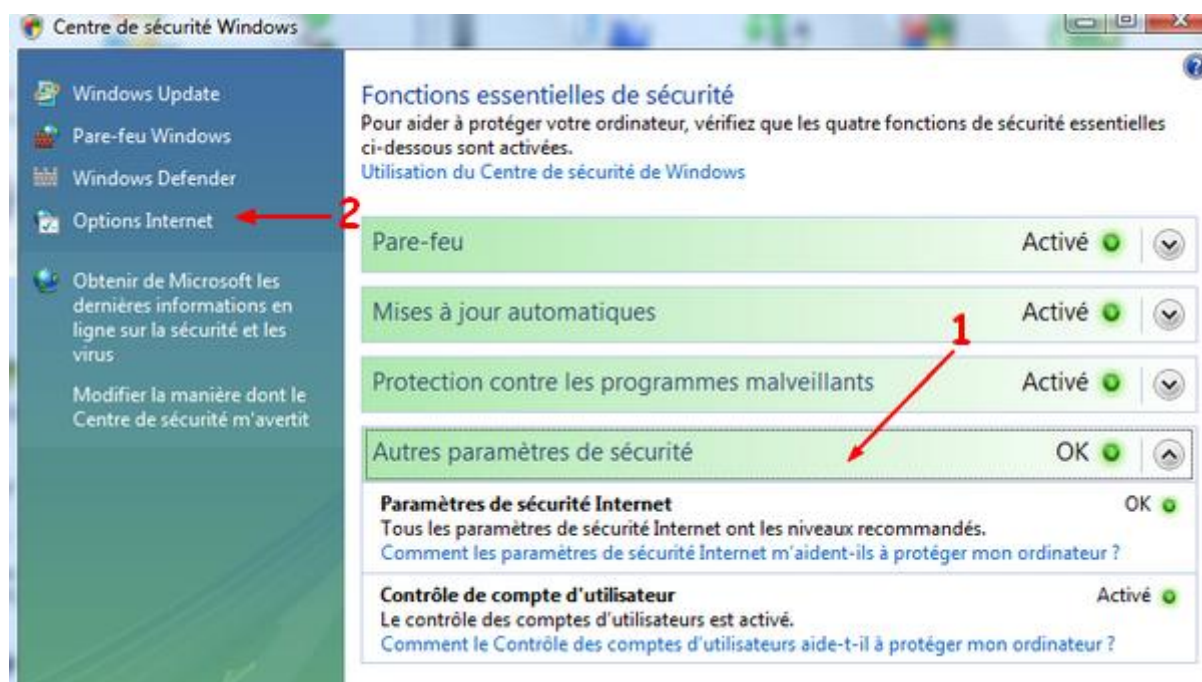 Centre de sécurité Windows
Windows Update
Pare-feu Windows
Windows Defender
Options Internet
2
Obtenir de Microsoft les
dernières informations en
ligne sur la sécurité et les
virus
Modifier la manière dont le
Centre de sécurité m'avertit
Fonctions essentielles de sécurité
Pour aider à protéger votre ordinateur, vérifiez que les quatre fonctions de sécurité essentielles
ci-dessous sont activées.
Utilisation du Centre de sécurité de Windows
Pare-feu Activé
Mises à jour automatiques Activé
1
Protection contre les programmes malveillants Activé
Autres paramètres de sécurité OK
Paramètres de sécurité Internet OK
Tous les paramètres de sécurité Internet ont les niveaux recommandés.
Comment les paramètres de sécurité Internet m'aident-ils à protéger mon ordinateur ?
Contrôle de compte d'utilisateur Activé
Le contrôle des comptes d'utilisateurs est activé.
Comment le Contrôle des comptes d'utilisateurs aide-t-il à protéger mon ordinateur ?